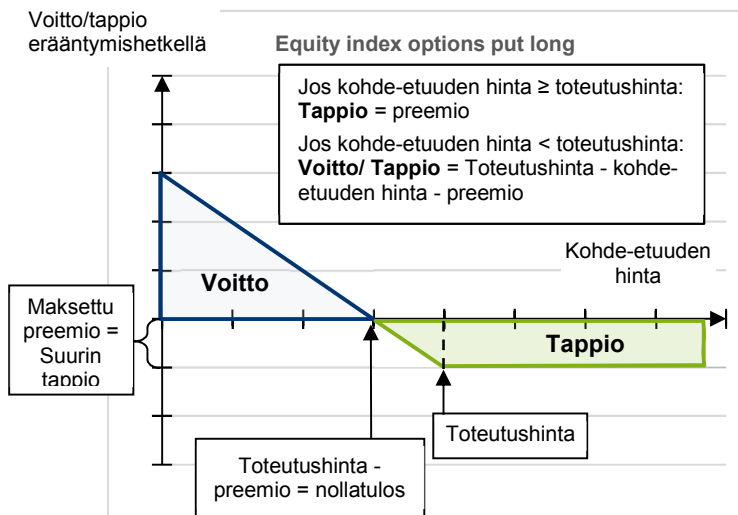 Voitto/tappio
erääntymishetkellä
Equity index options put long
Jos kohde-etuuden hinta ≥ toteutushinta:
Tappio = preemio
Jos kohde-etuuden hinta < toteutushinta:
Voitto/ Tappio = Toteutushinta - kohde-
etuuden hinta - preemio
Kohde-etuuden
hinta
Voitto
Maksettu
preemio =
Suurin
tappio
Tappio
Toteutushinta
Toteutushinta -
preemio = nollatulos